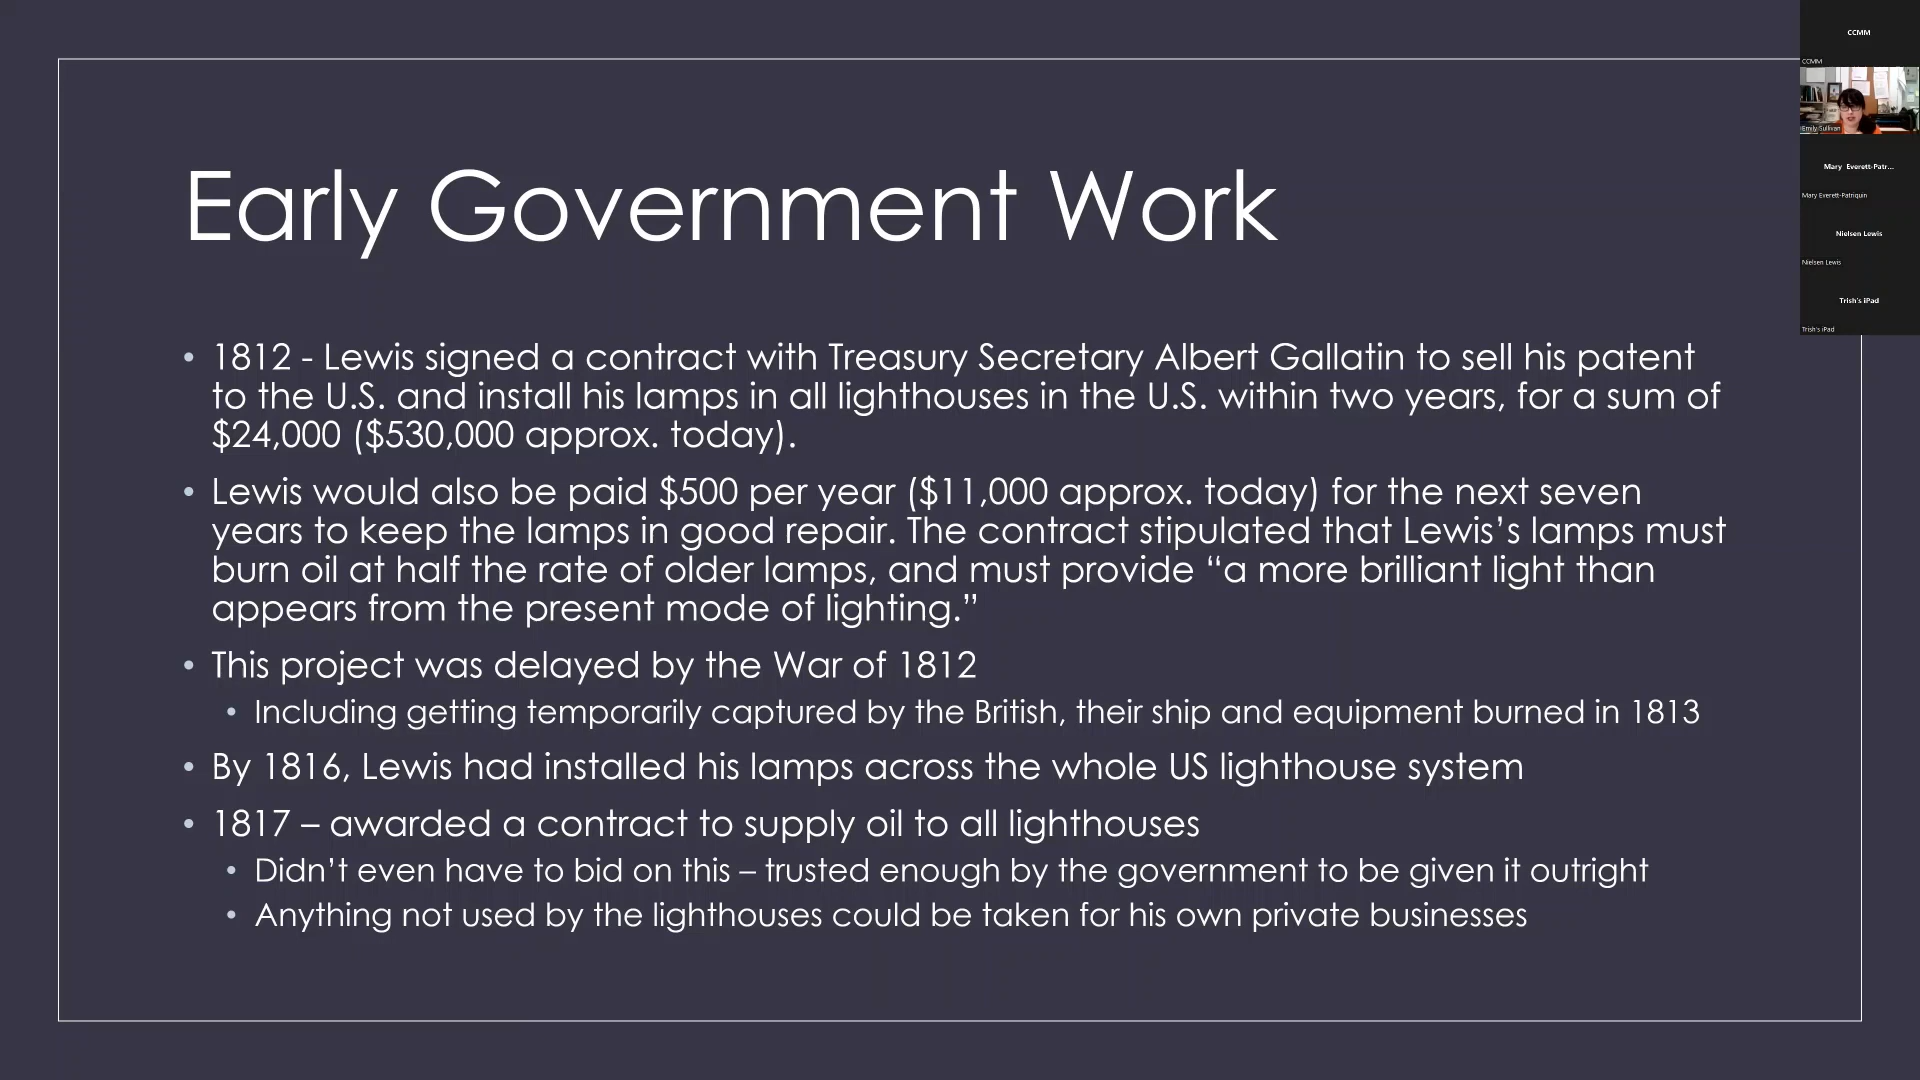 Early Government Work
• 1812 - Lewis signed a contract with Treasury Secretary Albert Gallatin to sell his patent
to the U.S. and install his lamps in all lighthouses in the U.S. within two years, for a sum of
$24,000 ($530,000 approx. today).
• Lewis would also be paid $500 per year ($11,000 approx. today) for the next seven
years to keep the lamps in good repair. The contract stipulated that Lewis’s lamps must
burn oil at half the rate of older lamps, and must provide “a more brilliant light than
appears from the present mode of lighting.”
• This project was delayed by the War of 1812
• Including getting temporarily captured by the British, their ship and equipment burned in 1813
• By 1816, Lewis had installed his lamps across the whole US lighthouse system
• 1817 – awarded a contract to supply oil to all lighthouses
• Didn’t even have to bid on this – trusted enough by the government to be given it outright
• Anything not used by the lighthouses could be taken for his own private businesses
CCMM
CCMM
Emily Sullivan
Mary Everett-Patr...
Mary Everett-Patriquin
Nielsen Lewis
Nielsen Lewis
Trish's iPad
Trish's iPad